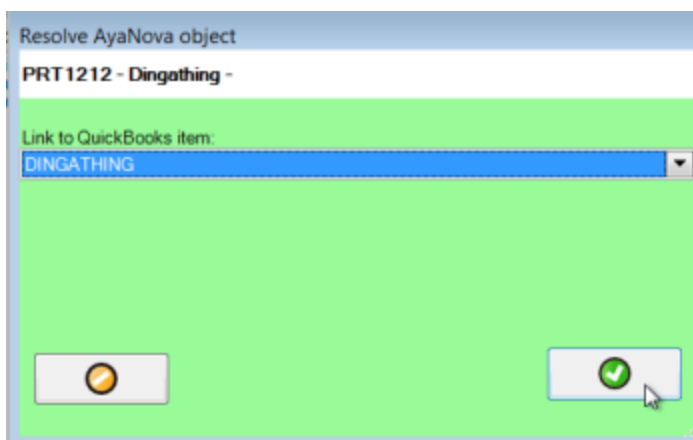 Resolve AyaNova object
PRT1212 - Dingathing -
Link to QuickBooks item:
DINGATHING